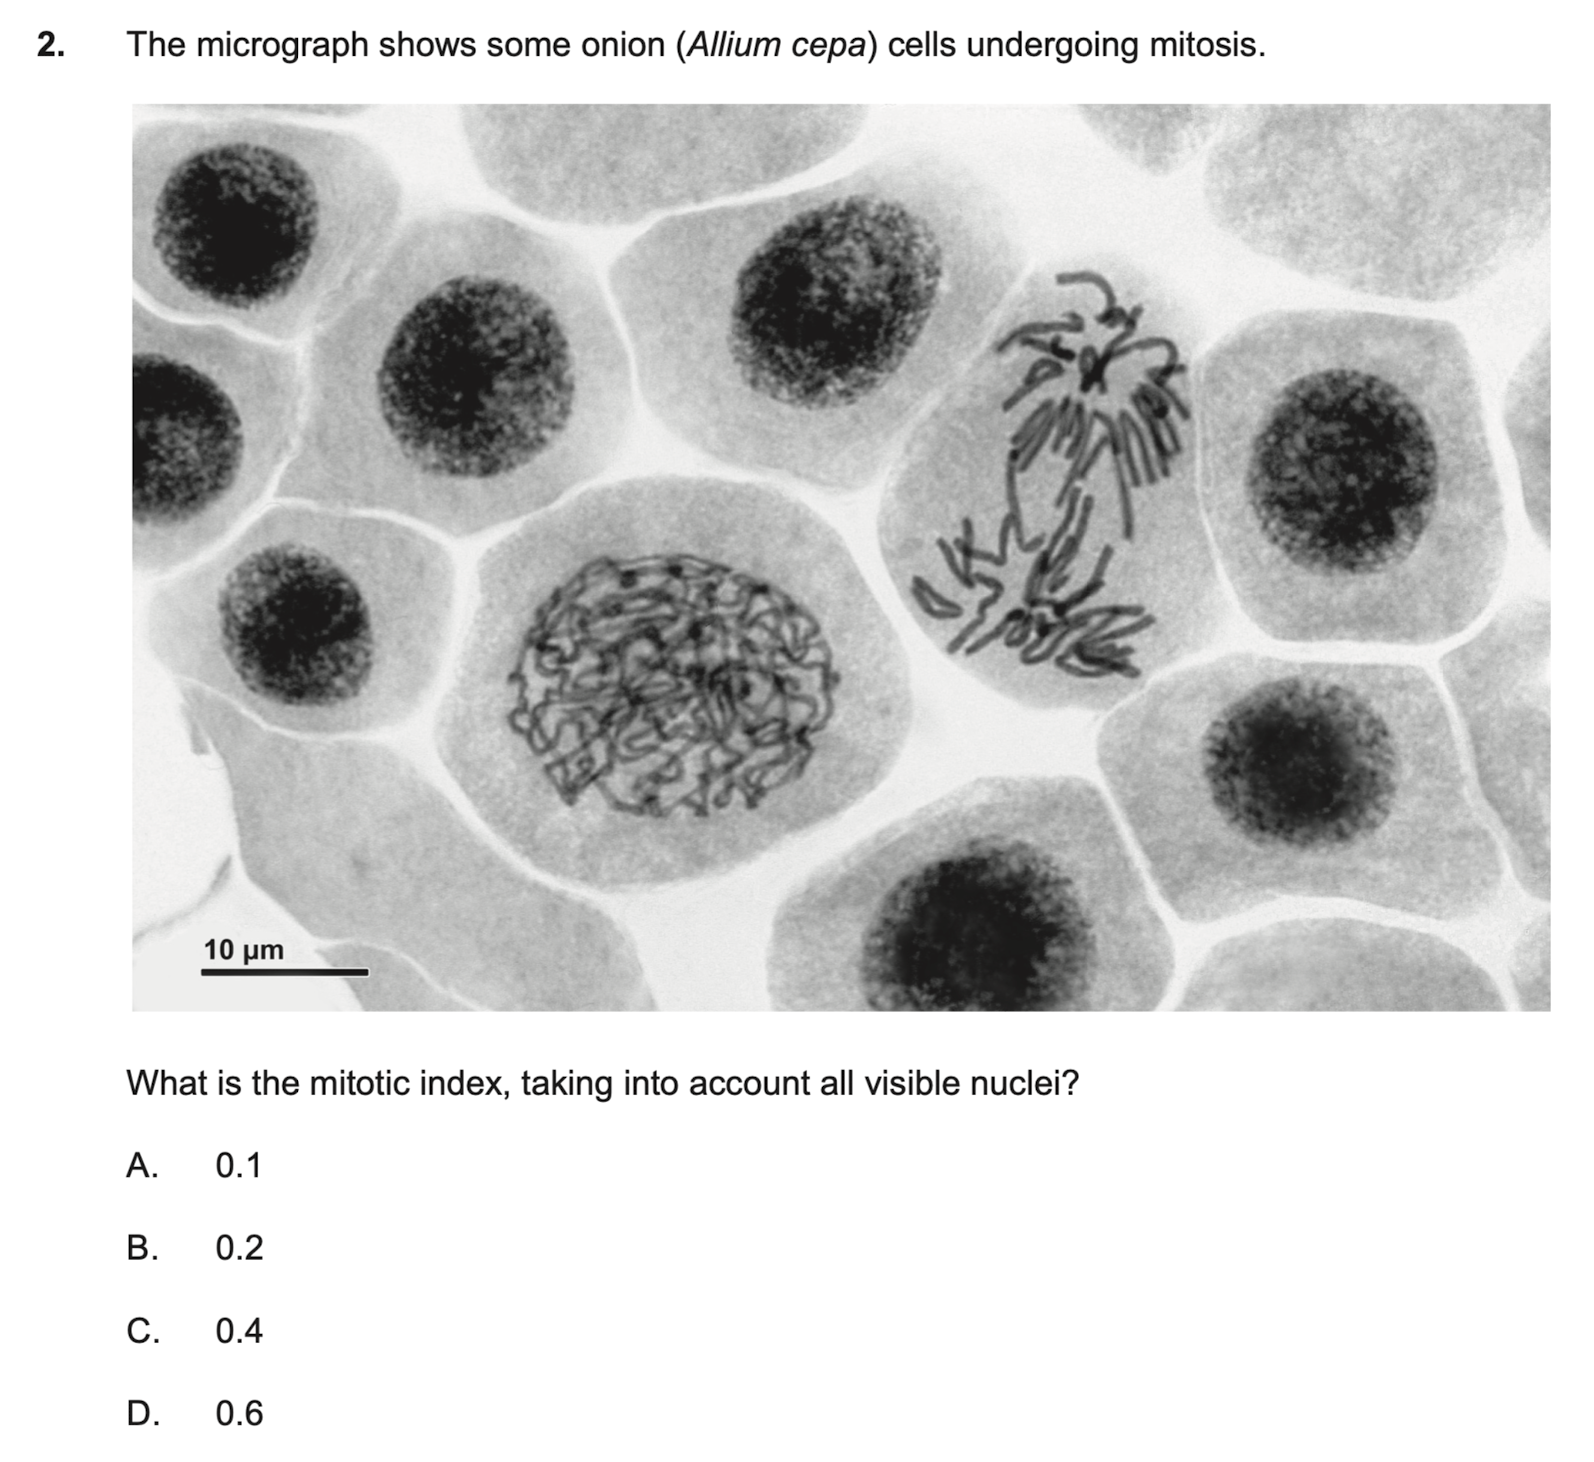 2. The micrograph shows some onion (Allium cepa) cells undergoing mitosis.
10 µm
What is the mitotic index, taking into account all visible nuclei?
A. 0.1
B. 0.2
C. 0.4
D. 0.6